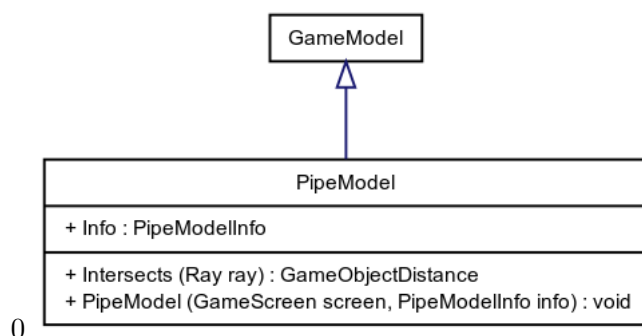 GameModel
PipeModel
+ Info : PipeModelInfo
+ Intersects (Ray ray) : GameObjectDistance
+ PipeModel (GameScreen screen, PipeModelInfo info) : void
0